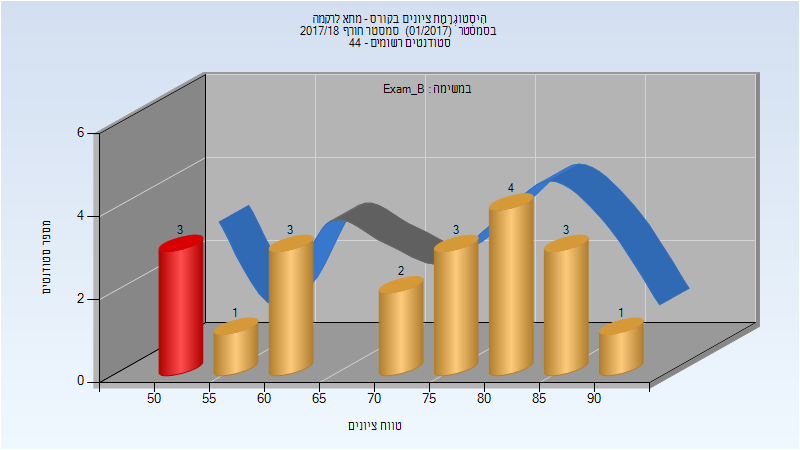 היסטוגרמת ציונים בקורס - מתא לרקמה
בסמסטר (01/2017) סמסטר חורף 2017/18
סטודנטים רשומים - 44
במשימה : Exam_B
מספר סטודנטים
6
4
2
0
3
1
3
2
3
4
3
1
50 55 60 65 70 75 80 85 90
טווח ציונים